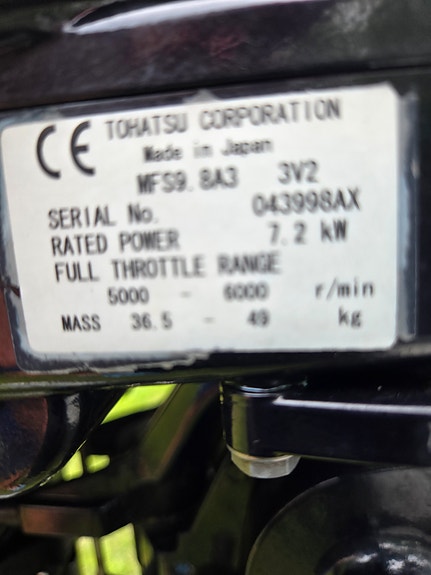 CE TOHATSU CORPORATION
Made in Japan
MFS9.8A3 3V2
SERIAL No. 043998AX
RATED POWER 7.2 kW
FULL THROTTLE RANGE
5000 - 6000 r/min
MASS 36.5 - 49 kg